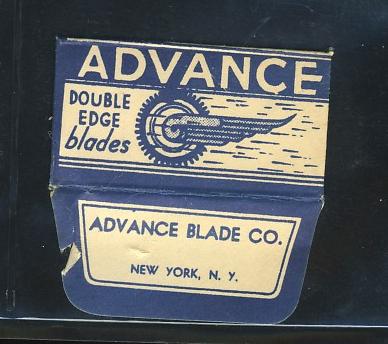 ADVANCE
DOUBLE
EDGE
blades
ADVANCE BLADE CO.
NEW YORK, N. Y.